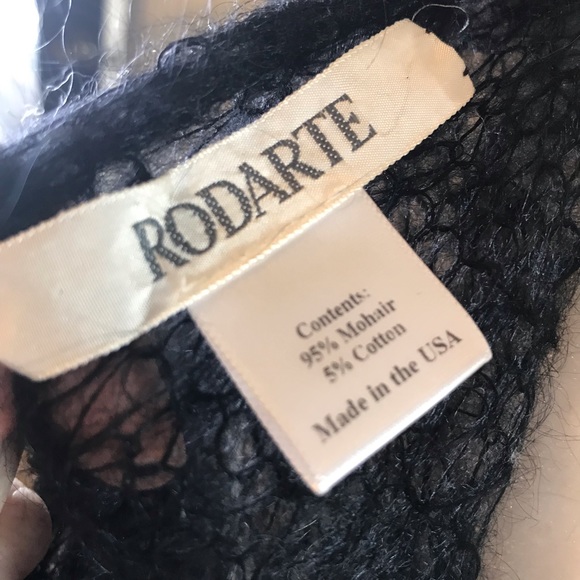 RODARTE
Contents:
95% Mohair
5% Cotton
Made in the USA